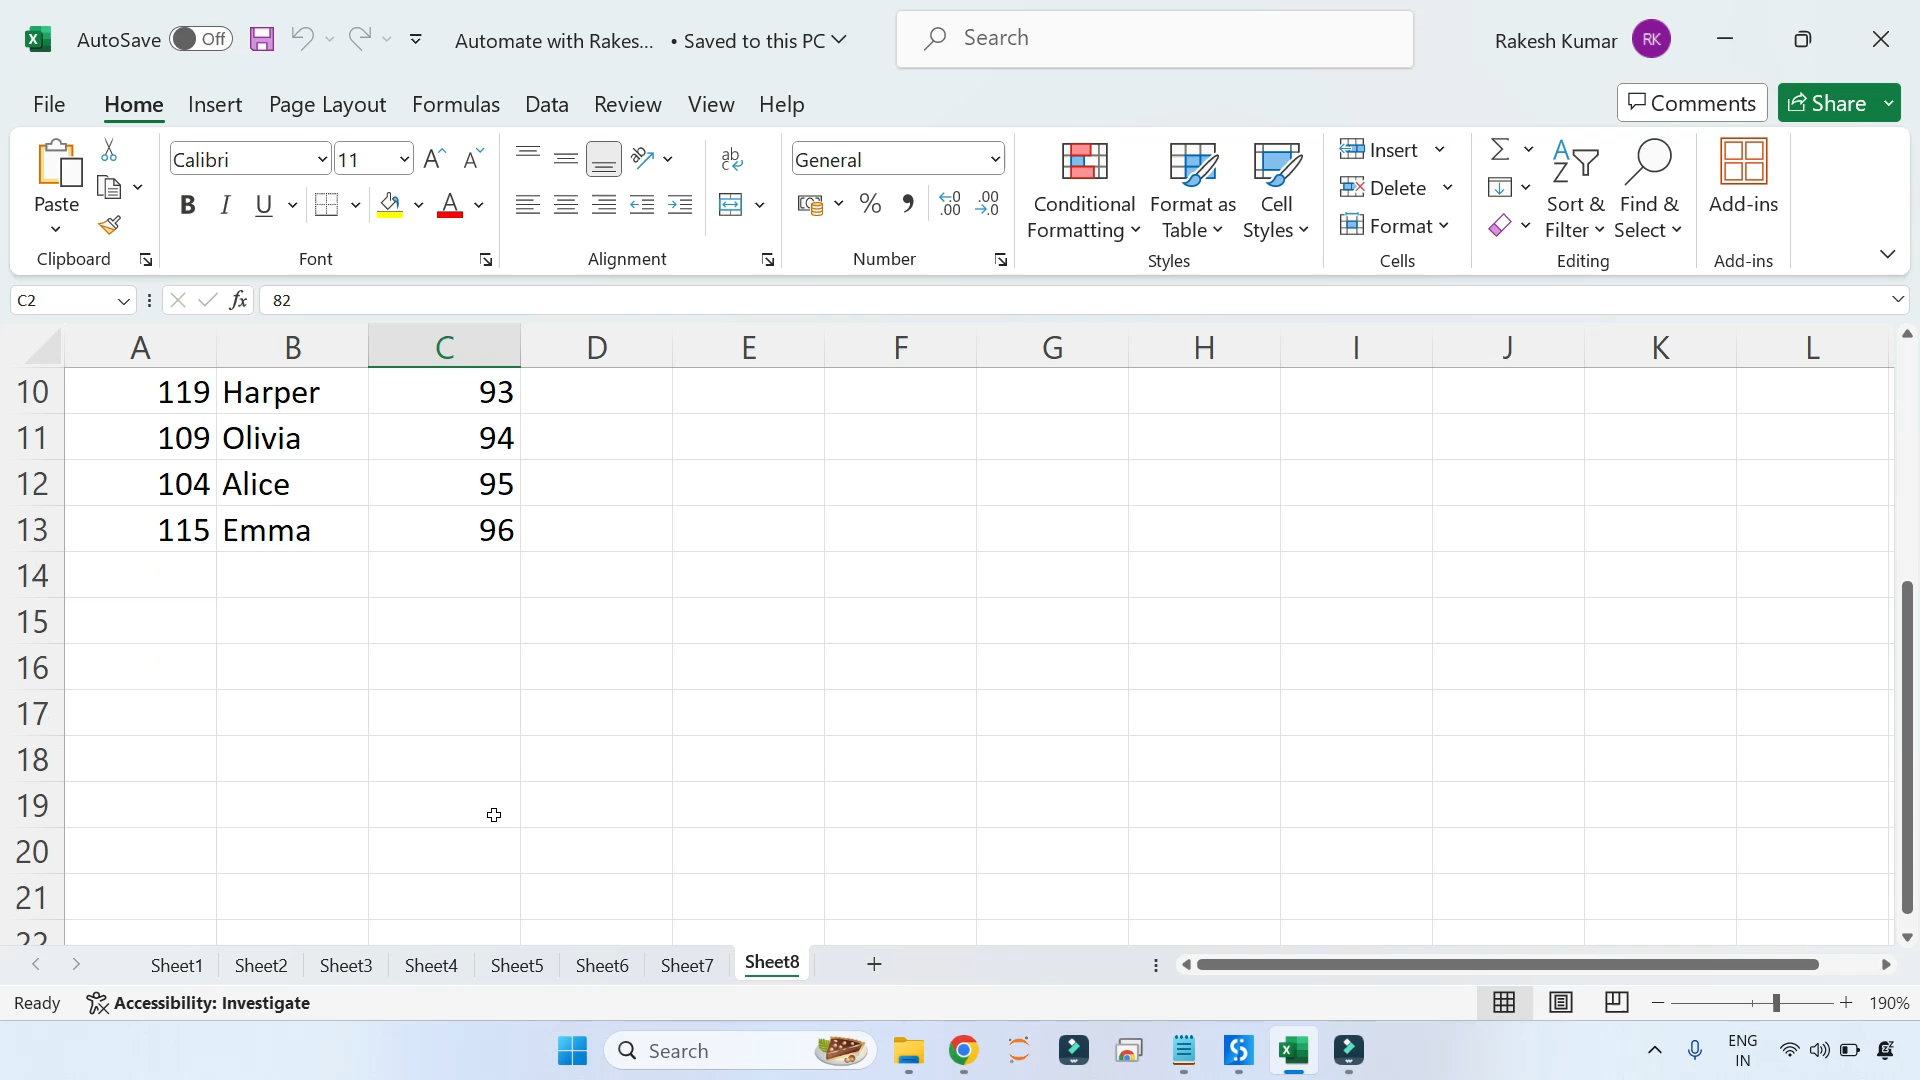 AutoSave Off Automate with Rakes... • Saved to this PC Search Rakesh Kumar RK
File Home Insert Page Layout Formulas Data Review View Help Comments Share
Paste Calibri 11 General Conditional Formatting Format as Table Cell Styles Insert Delete Format Sort & Filter Find & Select Add-ins
Clipboard Font Alignment Number Styles Cells Editing Add-ins
C2 fx 82
A B C D E F G H I J K L
10 119 Harper 93
11 109 Olivia 94
12 104 Alice 95
13 115 Emma 96
14
15
16
17
18
19
20
21
22
Sheet1 Sheet2 Sheet3 Sheet4 Sheet5 Sheet6 Sheet7 Sheet8
Ready Accessibility: Investigate 190%
Search ENG
IN